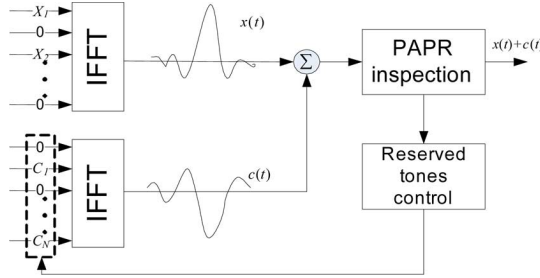 X1
0
X2
0
IFFT
x(t)
Σ
PAPR
inspection
x(t)+c(t
0
C1
0
CN
IFFT
c(t)
Reserved
tones
control